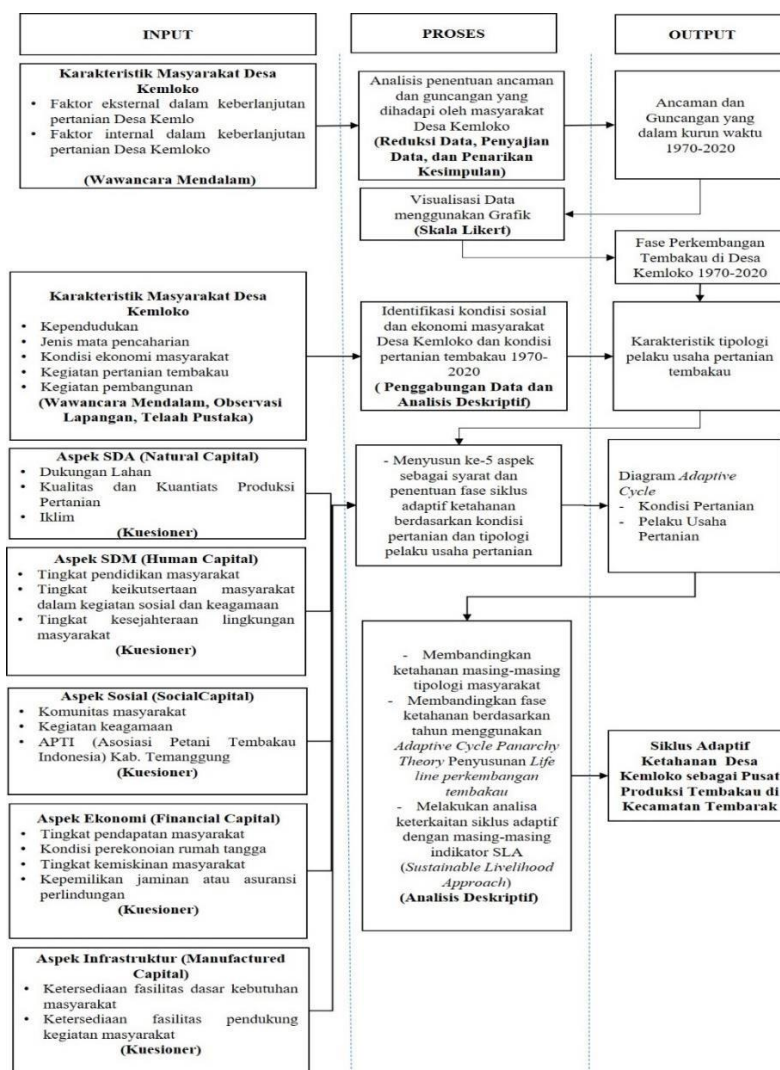 INPUT
PROSES
OUTPUT
Karakteristik Masyarakat Desa
Kemloko
• Faktor eksternal dalam keberlanjutan
pertanian Desa Kemlo
• Faktor internal dalam keberlanjutan
pertanian Desa Kemloko
(Wawancara Mendalam)
Analisis penentuan ancaman
dan guncangan yang
dihadapi oleh masyarakat
Desa Kemloko
(Reduksi Data, Penyajian
Data, dan Penarikan
Kesimpulan)
Ancaman dan
Guncangan yang
dalam kurun waktu
1970-2020
Visualisasi Data
menggunakan Grafik
(Skala Likert)
Fase Perkembangan
Tembakau di Desa
Kemloko 1970-2020
Karakteristik Masyarakat Desa
Kemloko
• Kependudukan
• Jenis mata pencaharian
• Kondisi ekonomi masyarakat
• Kegiatan pertanian tembakau
• Kegiatan pembangunan
(Wawancara Mendalam, Observasi
Lapangan, Telaah Pustaka)
Identifikasi kondisi sosial
dan ekonomi masyarakat
Desa Kemloko dan kondisi
pertanian tembakau 1970-
2020
( Penggabungan Data dan
Analisis Deskriptif)
Karakteristik tipologi
pelaku usaha pertanian
tembakau
Aspek SDA (Natural Capital)
• Dukungan Lahan
• Kualitas dan Kuantiats Produksi
Pertanian
• Iklim
(Kuesioner)
- Menyusun ke-5 aspek
sebagai syarat dan
penentuan fase siklus
adaptif ketahanan
berdasarkan kondisi
pertanian dan tipologi
pelaku usaha pertanian
Diagram Adaptive
Cycle
- Kondisi Pertanian
- Pelaku Usaha
Pertanian
Aspek SDM (Human Capital)
• Tingkat pendidikan masyarakat
• Tingkat keikutsertaan masyarakat
dalam kegiatan sosial dan keagamaan
• Tingkat kesejahteraan lingkungan
masyarakat
(Kuesioner)
Aspek Sosial (SocialCapital)
• Komunitas masyarakat
• Kegiatan keagamaan
• APTI (Asosiasi Petani Tembakau
Indonesia) Kab. Temanggung
(Kuesioner)
- Membandingkan
ketahanan masing-masing
tipologi masyarakat
- Membandingkan fase
ketahanan berdasarkan
tahun menggunakan
Adaptive Cycle Panarchy
Theory Penyusunan Life
line perkembangan
tembakau
- Melakukan analisa
keterkaitan siklus adaptif
dengan masing-masing
indikator SLA
(Sustainable Livelihood
Approach)
(Analisis Deskriptif)
Siklus Adaptif
Ketahanan Desa
Kemloko sebagai Pusat
Produksi Tembakau di
Kecamatan Tembarak
Aspek Ekonomi (Financial Capital)
• Tingkat pendapatan masyarakat
• Kondisi perekonoian rumah tangga
• Tingkat kemiskinan masyarakat
• Kepemilikan jaminan atau asuransi
perlindungan
(Kuesioner)
Aspek Infrastruktur (Manufactured
Capital)
• Ketersediaan fasilitas dasar kebutuhan
masyarakat
• Ketersediaan fasilitas pendukung
kegiatan masyarakat
(Kuesioner)